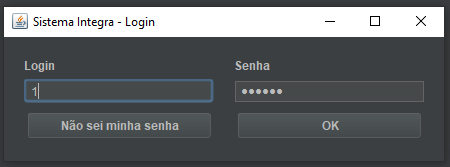 Sistema Integra - Login
Login Senha
1 ••••••
Não sei minha senha OK